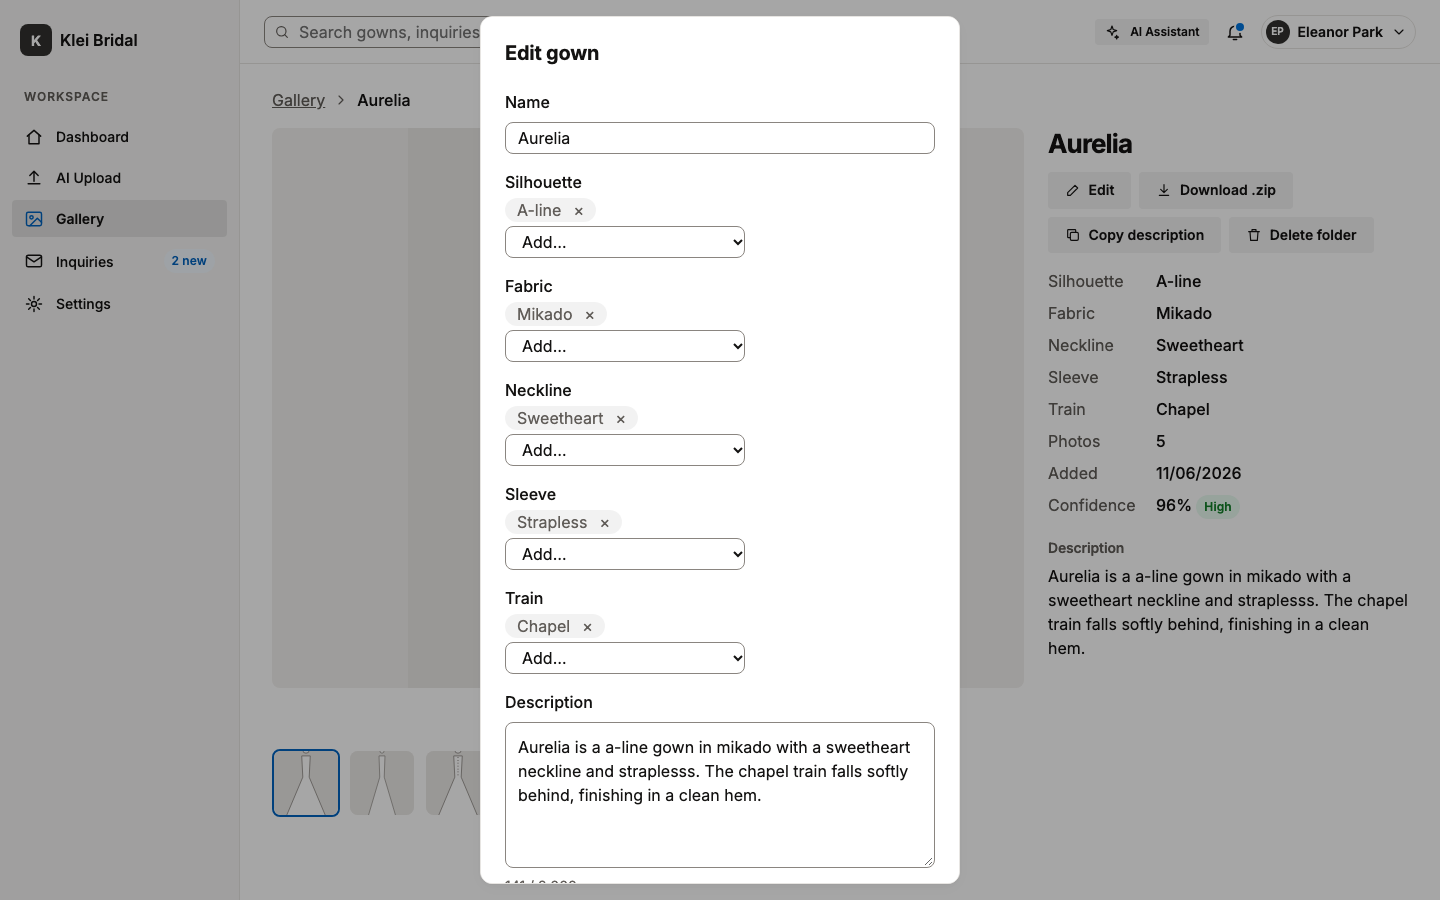 K Klei Bridal
WORKSPACE
Dashboard
AI Upload
Gallery
Inquiries 2 new
Settings
Search gowns, inquiries
AI Assistant
EP Eleanor Park
Gallery > Aurelia
Edit gown
Name
Aurelia
Silhouette
A-line ×
Add...
Fabric
Mikado ×
Add...
Neckline
Sweetheart ×
Add...
Sleeve
Strapless ×
Add...
Train
Chapel ×
Add...
Description
Aurelia is a a-line gown in mikado with a sweetheart
neckline and straplesss. The chapel train falls softly
behind, finishing in a clean hem.
Aurelia
Edit
Download .zip
Copy description
Delete folder
Silhouette A-line
Fabric Mikado
Neckline Sweetheart
Sleeve Strapless
Train Chapel
Photos 5
Added 11/06/2026
Confidence 96% High
Description
Aurelia is a a-line gown in mikado with a
sweetheart neckline and straplesss. The chapel
train falls softly behind, finishing in a clean
hem.